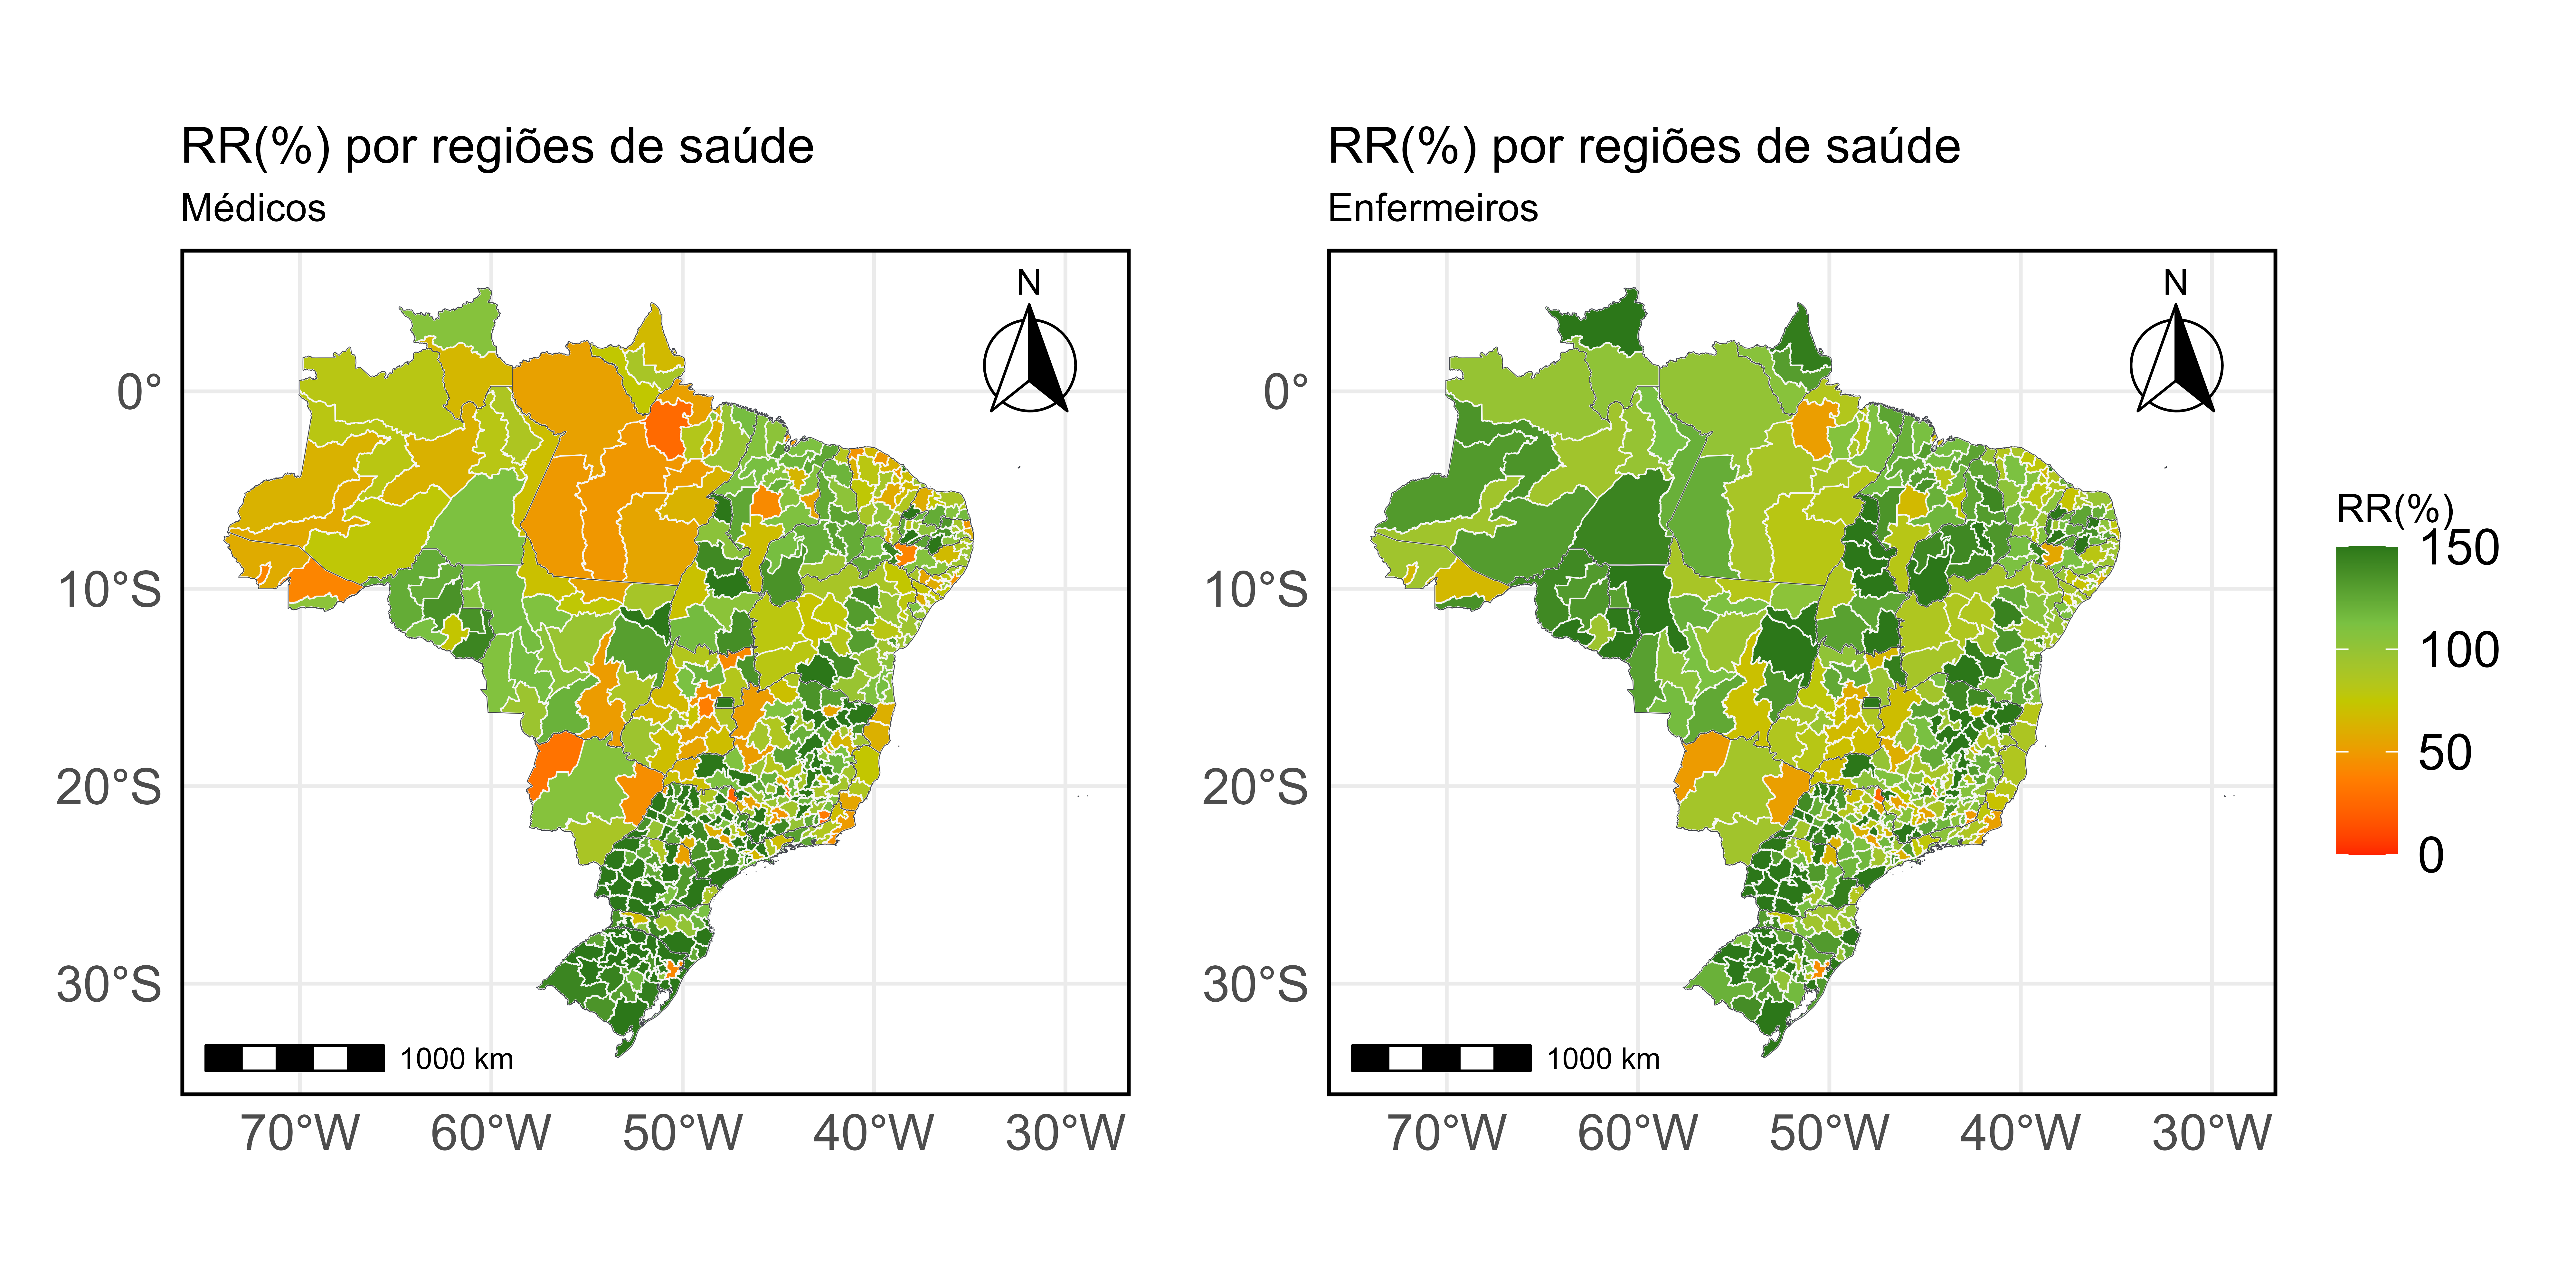 RR(%) por regiões de saúde
Médicos
N
0°
10°S
20°S
30°S
1000 km
70°W 60°W 50°W 40°W 30°W
RR(%) por regiões de saúde
Enfermeiros
N
0°
10°S
20°S
30°S
1000 km
70°W 60°W 50°W 40°W 30°W
RR(%)
150
100
50
0